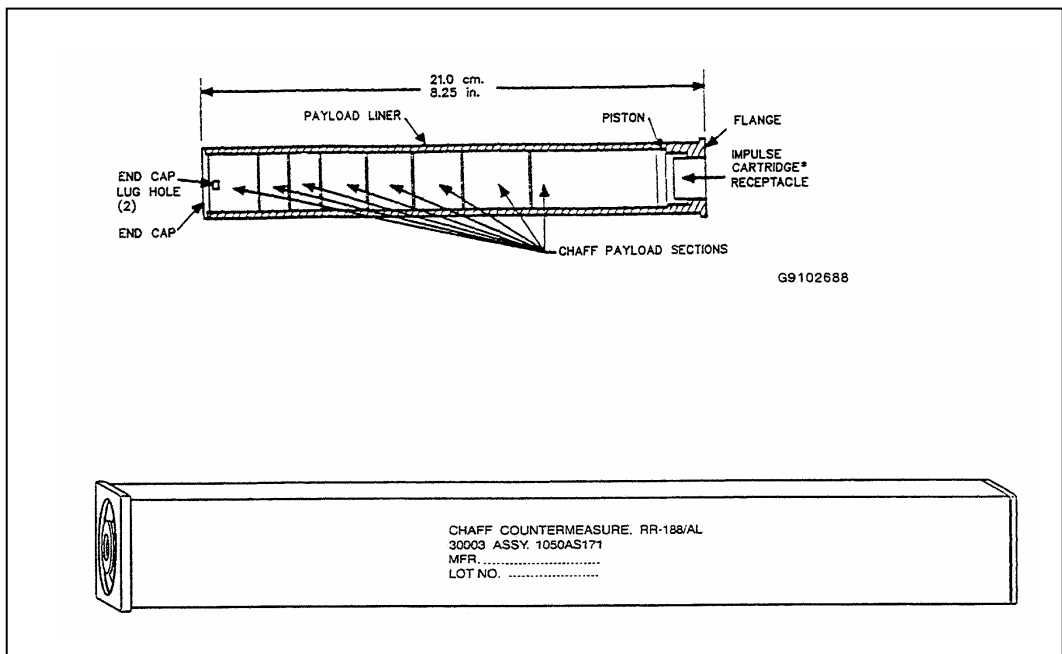 21.0 cm.
8.25 in.
PAYLOAD LINER
PISTON
FLANGE
IMPULSE
CARTRIDGE*
RECEPTACLE
END CAP
LUG HOLE
(2)
END CAP
CHAFF PAYLOAD SECTIONS
G9102688
CHAFF COUNTERMEASURE, RR-188/AL
30003 ASSY. 1050AS171
MFR.
LOT NO.